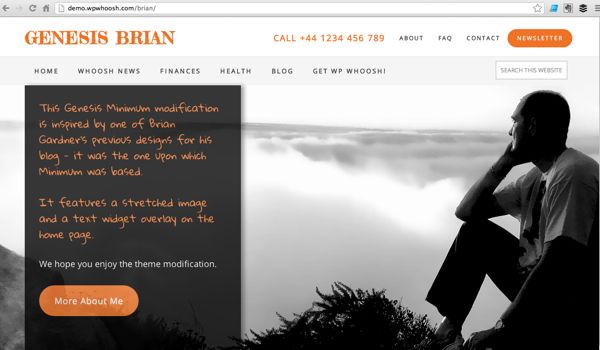 demo.wpwhoosh.com/brian/
GENESIS BRIAN
CALL +44 1234 456 789
ABOUT
FAQ
CONTACT
NEWSLETTER
HOME
WHOOSH NEWS
FINANCES
HEALTH
BLOG
GET WP WHOOSH!
SEARCH THIS WEBSITE
This Genesis Minimum modification
is inspired by one of Brian
Gardner's previous designs for his
blog - it was the one upon which
Minimum was based.
It features a stretched image
and a text widget overlay on the
home page.
We hope you enjoy the theme modification.
More About Me